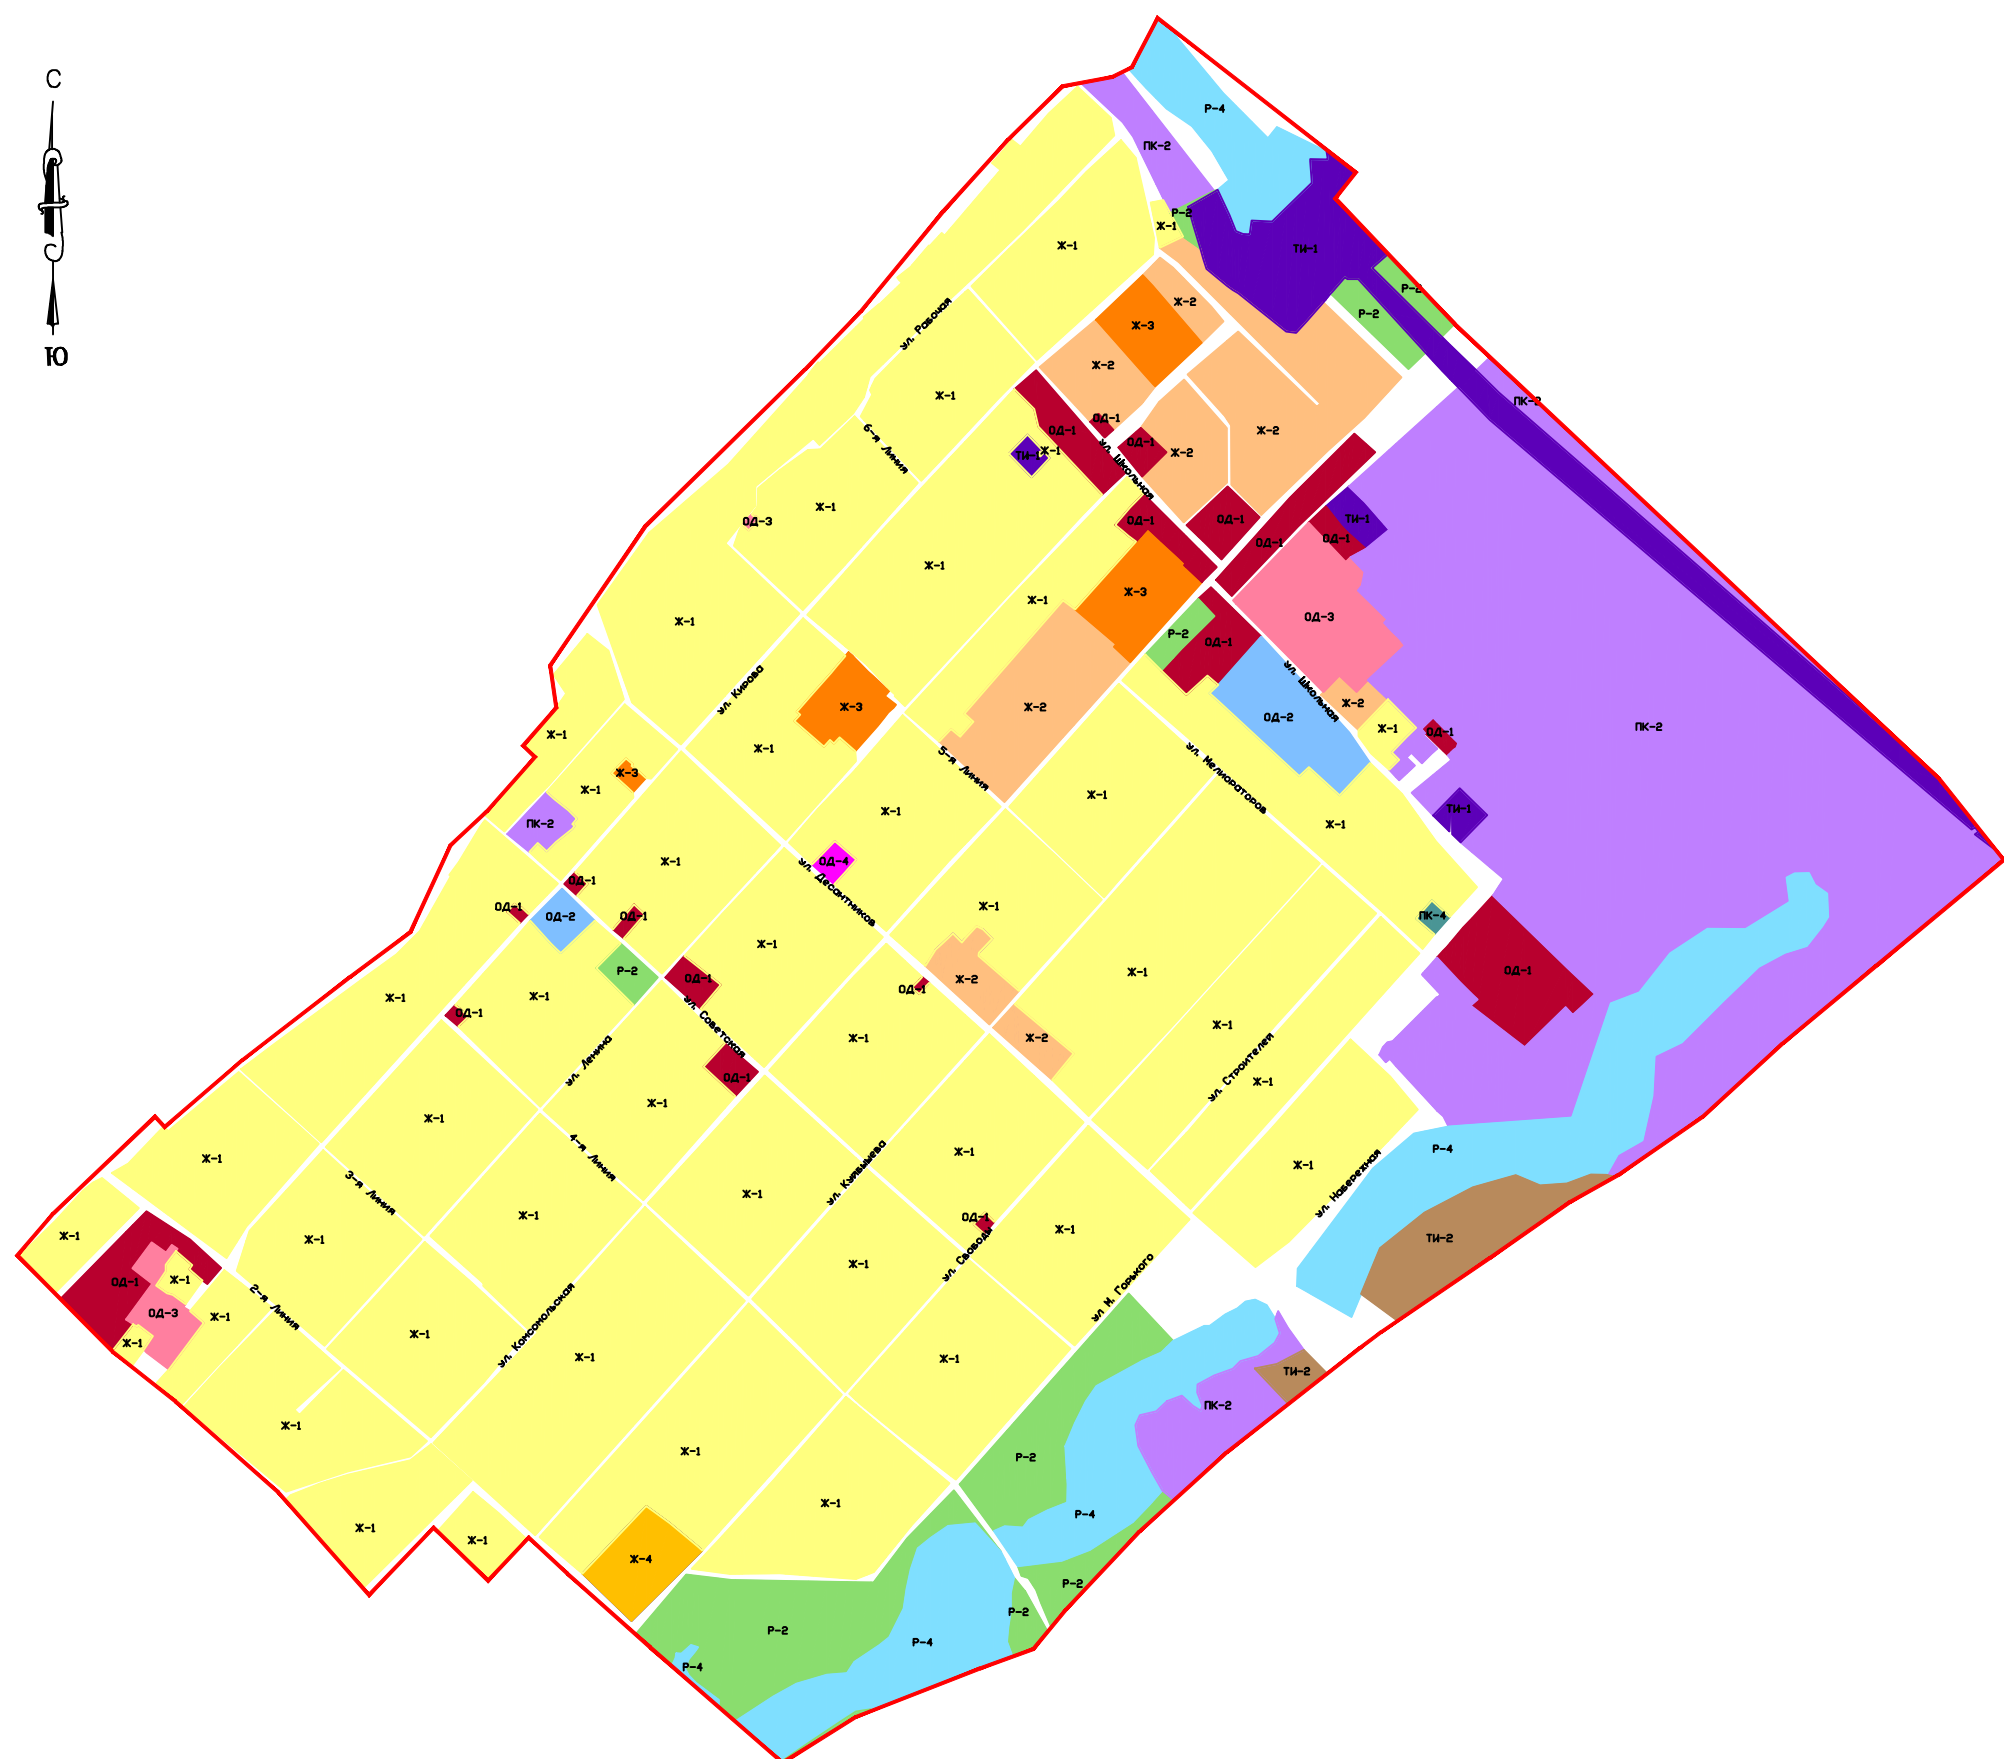 С
Ю
Р-4
ПК-2
Р-2
Ж-1
Ж-1
ТИ-1
Р-2
Р-2
Ж-2
Ж-3
ул. Рабочая
Ж-2
Ж-1
ПК-2
ОД-1
ОД-1
Ж-2
6-я Линия
ОД-1
ТИ-1
Ж-1
Ж-2
ул. Школьная
Ж-1
ОД-3
ОД-1
ОД-1
ТИ-1
ОД-1
ОД-1
Ж-1
Ж-3
Ж-1
ОД-3
Ж-1
Р-2
ОД-1
ул. Кирова
ул. Школьная
Ж-3
Ж-2
Ж-2
ОД-2
ПК-2
Ж-1
ОД-1
Ж-1
Ж-1
5-я Линия
ул. Мелиораторов
Ж-3
Ж-1
Ж-1
Ж-1
ТИ-1
ПК-2
Ж-1
Ж-1
ОД-4
ул. Десантников
ОД-1
ОД-1
ОД-2
ОД-1
Ж-1
ПК-4
Ж-1
Р-2
ОД-1
Ж-2
Ж-1
ОД-1
ОД-1
Ж-1
Ж-1
ОД-1
ул. Советская
Ж-1
Ж-2
Ж-1
ул. Ленина
ОД-1
ул. Строителей
Ж-1
Ж-1
Ж-1
4-я Линия
Ж-1
Р-4
Ж-1
3-я Линия
Ж-1
ул. Куйбышева
Ж-1
ул. Набережная
Ж-1
ОД-1
Ж-1
Ж-1
Ж-1
ТИ-2
ул. Свободы
Ж-1
ОД-1
Ж-1
ул М. Горького
2-я Линия
ОД-3
Ж-1
ул. Комсомольская
Ж-1
Ж-1
Ж-1
Ж-1
ТИ-2
ПК-2
Ж-1
Ж-1
Р-2
Ж-1
Р-4
Ж-1
Ж-1
Ж-4
Р-2
Р-2
Р-2
Р-4
Р-4